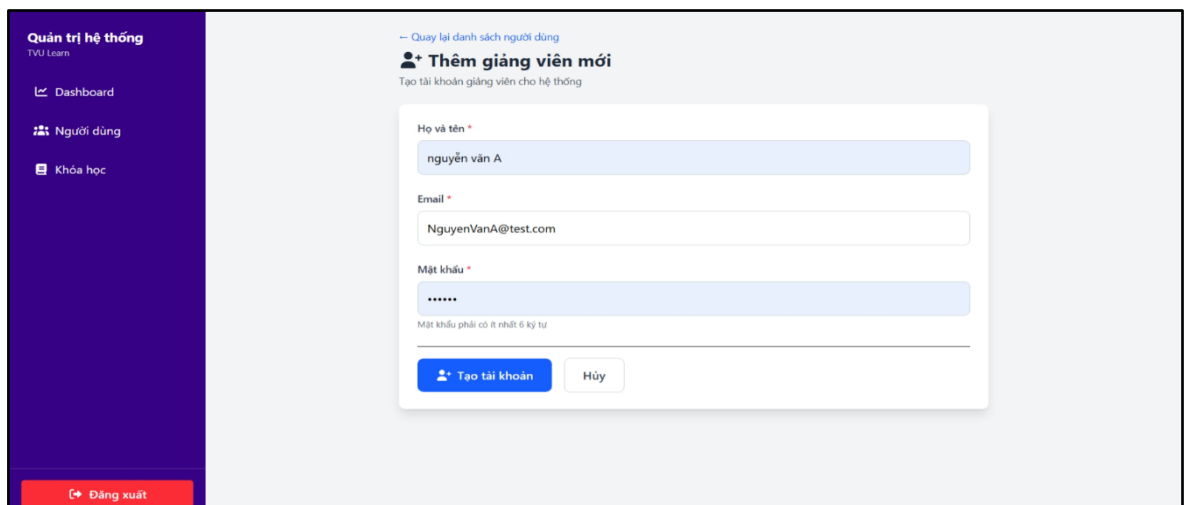 Quản trị hệ thống
TVU Learn
Dashboard
Người dùng
Khóa học
Đăng xuất
← Quay lại danh sách người dùng
Thêm giảng viên mới
Tạo tài khoản giảng viên cho hệ thống
Họ và tên *
nguyễn văn A
Email *
NguyenVanA@test.com
Mật khẩu *
••••••
Mật khẩu phải có ít nhất 6 ký tự
Tạo tài khoản
Hủy